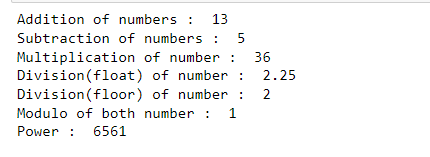 Addition of numbers :  13
Subtraction of numbers :  5
Multiplication of number :  36
Division(float) of number :  2.25
Division(floor) of number :  2
Modulo of both number :  1
Power :  6561